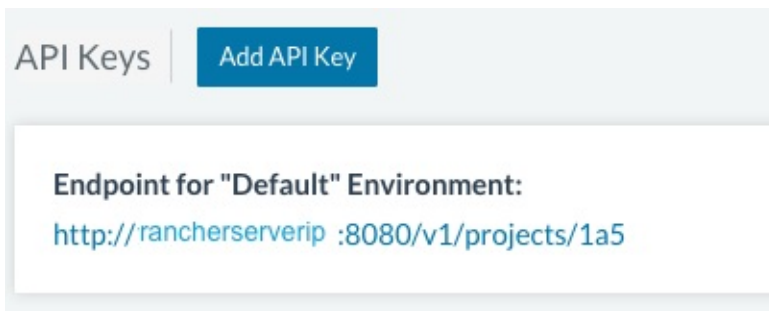 API Keys
Add API Key
Endpoint for "Default" Environment:
http://rancherserverip :8080/v1/projects/1a5